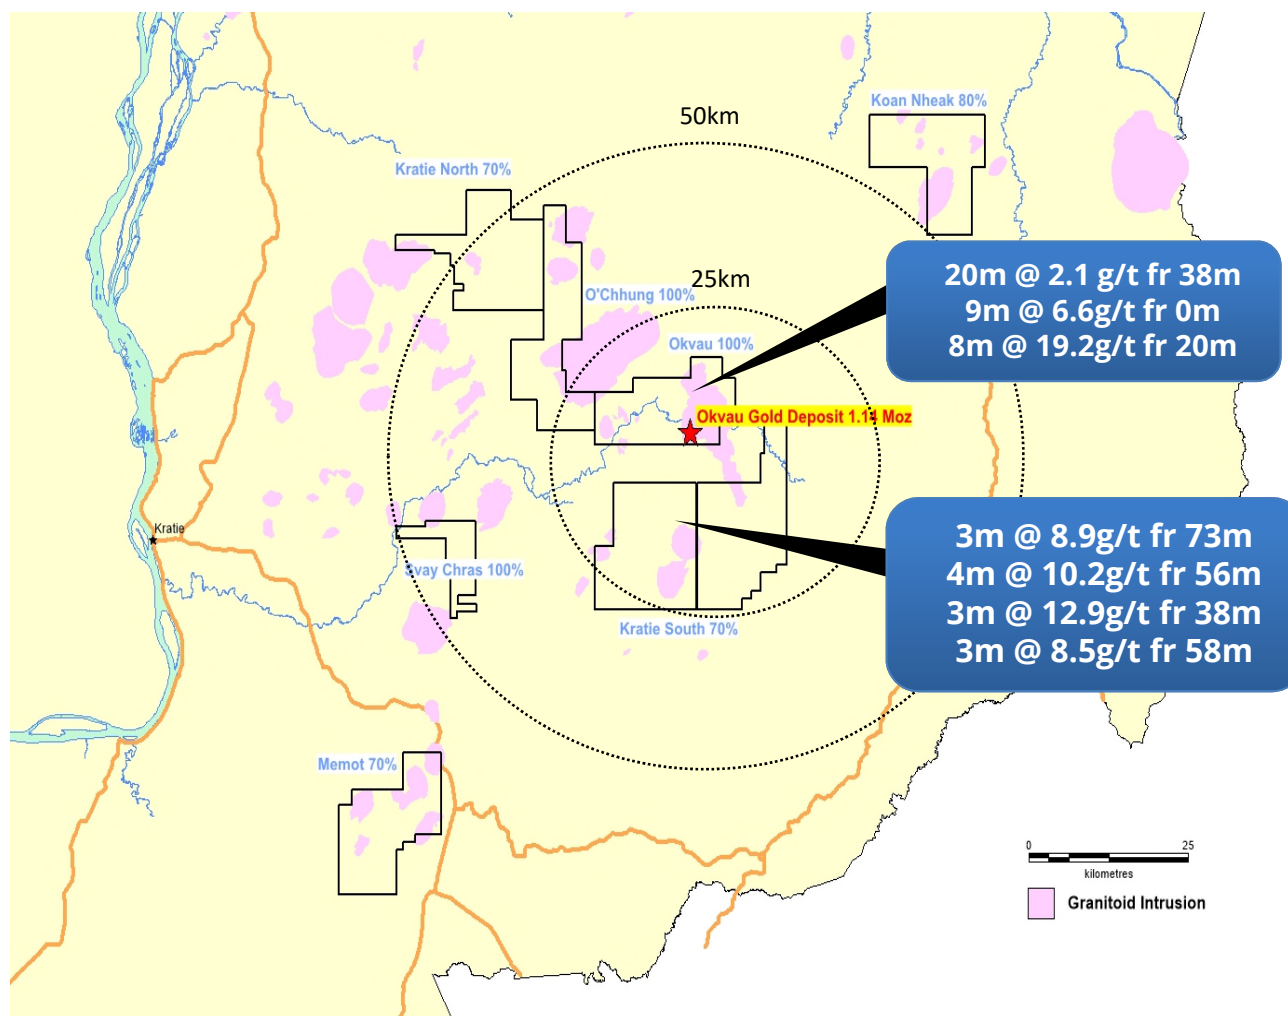 50km
Koan Nheak 80%
Kratie North 70%
25km
O'Chhung 100%
Okvau 100%
20m @ 2.1 g/t fr 38m
9m @ 6.6g/t fr 0m
8m @ 19.2g/t fr 20m
Okvau Gold Deposit 1.14 Moz
Kratie
Svay Chras 100%
Kratie South 70%
3m @ 8.9g/t fr 73m
4m @ 10.2g/t fr 56m
3m @ 12.9g/t fr 38m
3m @ 8.5g/t fr 58m
Memot 70%
0 25
kilometres
Granitoid Intrusion